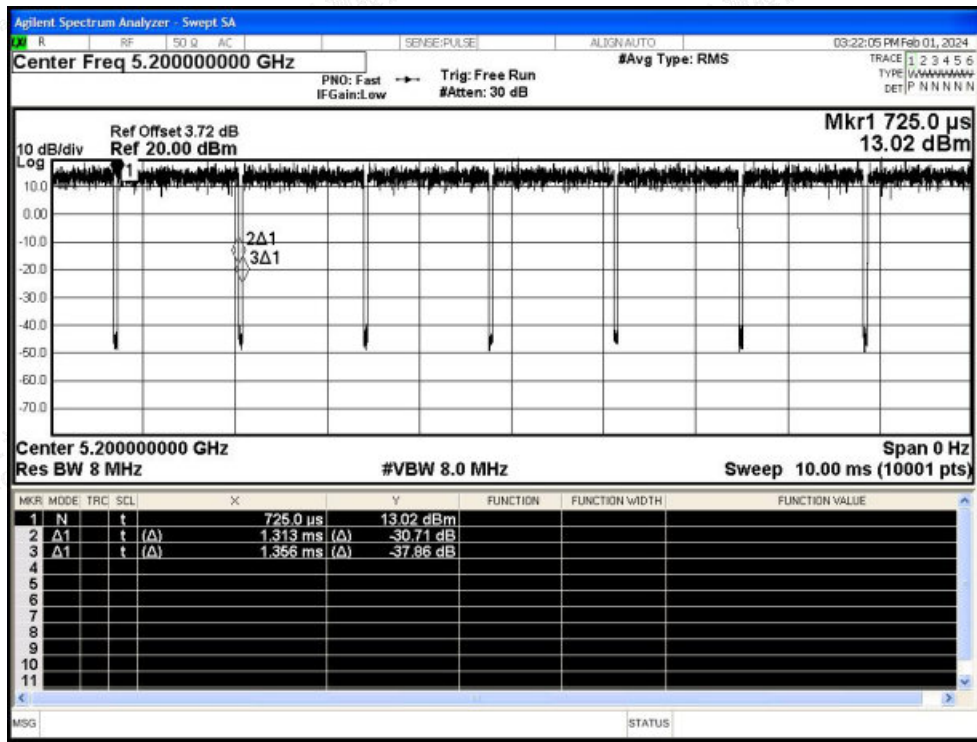 Agilent Spectrum Analyzer - Swept SA
R RF 50 Ω AC SENSE:PULSE ALIGNAUTO 03:22:05 PM Feb 01, 2024
Center Freq 5.200000000 GHz #Avg Type: RMS TRACE 1 2 3 4 5 6
PNO: Fast Trig: Free Run TYPE
IFGain:Low #Atten: 30 dB DET P N N N N N
Mkr1 725.0 µs
Ref Offset 3.72 dB
10 dB/div Ref 20.00 dBm 13.02 dBm
Log
1
10.0
0.00
-10.0
2Δ1
3Δ1
-20.0
-30.0
-40.0
-50.0
-60.0
-70.0
Center 5.200000000 GHz Span 0 Hz
Res BW 8 MHz #VBW 8.0 MHz Sweep 10.00 ms (10001 pts)
MKR MODE TRC SCL X Y FUNCTION FUNCTION WIDTH FUNCTION VALUE
1 N t 725.0 µs 13.02 dBm
2 Δ1 t (Δ) 1.313 ms (Δ) -30.71 dB
3 Δ1 t (Δ) 1.356 ms (Δ) -37.86 dB
4
5
6
7
8
9
10
11
MSG STATUS